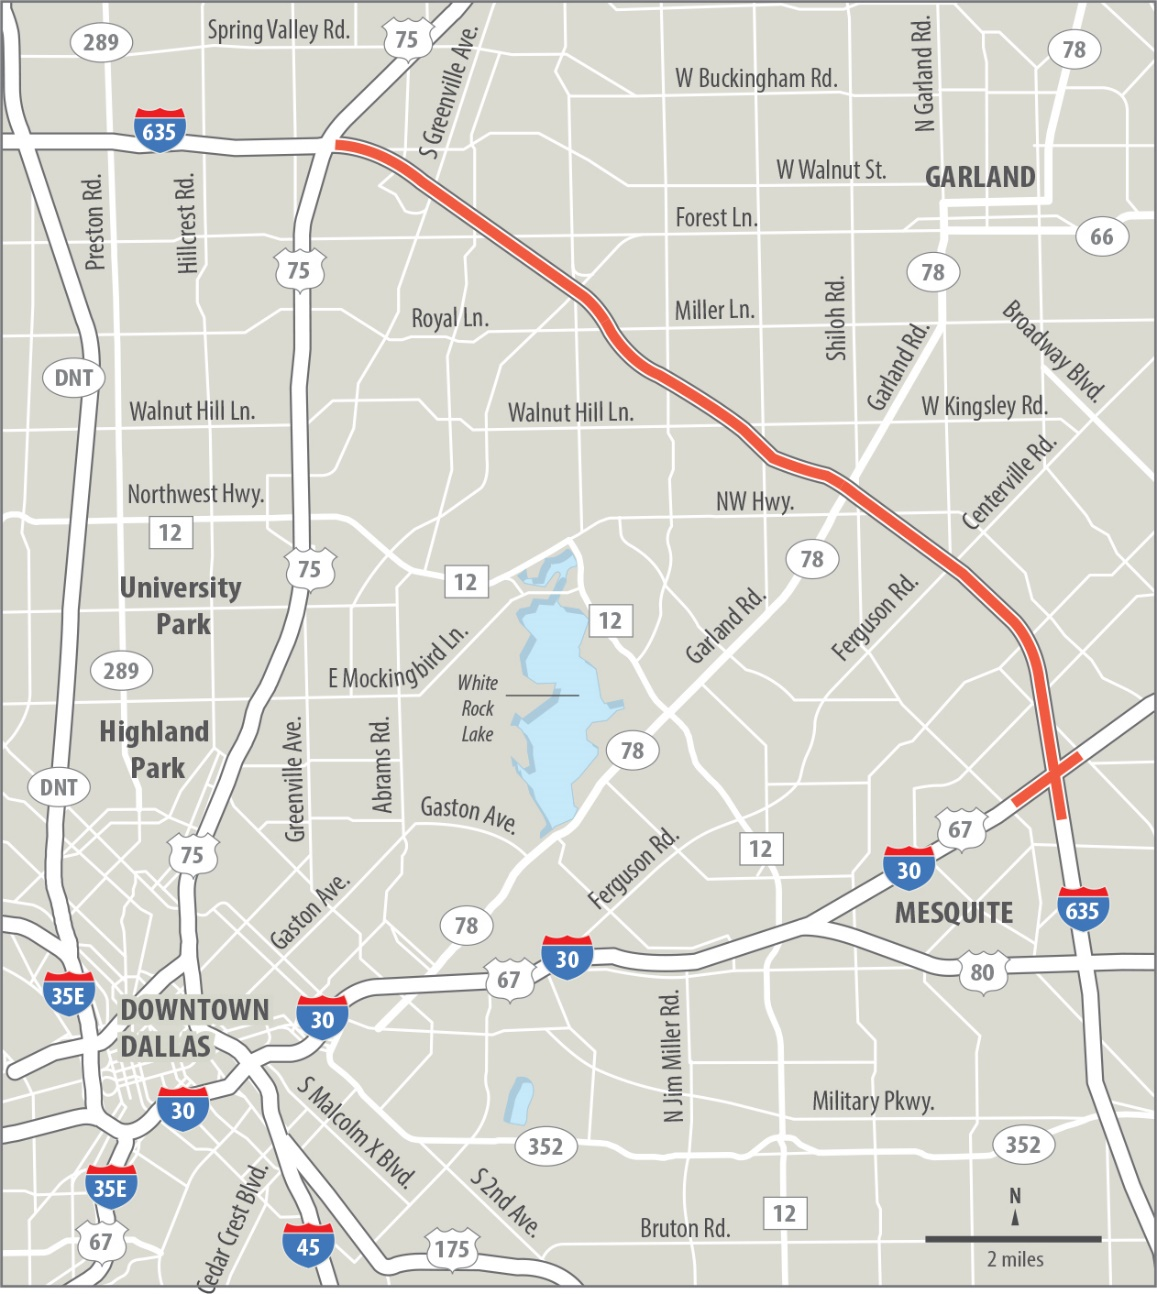 Spring Valley Rd.
289
75
78
S Greenville Ave.
N Garland Rd.
W Buckingham Rd.
635
W Walnut St.
GARLAND
Preston Rd.
Hillcrest Rd.
Forest Ln.
66
75
78
Royal Ln.
Miller Ln.
Shiloh Rd.
Garland Rd.
Broadway Blvd.
DNT
Walnut Hill Ln.
Walnut Hill Ln.
W Kingsley Rd.
Centerville Rd.
Northwest Hwy.
NW Hwy.
12
75
12
78
University
Park
12
Garland Rd.
Ferguson Rd.
E Mockingbird Ln.
289
White
Rock
Lake
Highland
Park
Greenville Ave.
Abrams Rd.
78
DNT
Gaston Ave.
67
75
12
Ferguson Rd.
30
Gaston Ave.
MESQUITE
635
78
30
67
80
35E
DOWNTOWN
DALLAS
30
N Jim Miller Rd.
30
S Malcolm X Blvd.
Military Pkwy.
352
352
35E
S 2nd Ave.
Cedar Crest Blvd.
12
N
67
45
175
Bruton Rd.
2 miles